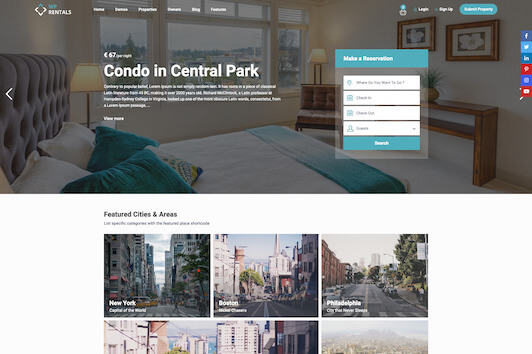 WP
RENTALS
Home Demos Properties Owners Blog Features
Login Sign Up Submit Property
€ 67/per night
Condo in Central Park
Contrary to popular belief, Lorem Ipsum is not simply random text. It has roots in a piece of classical
Latin literature from 45 BC, making it over 2000 years old. Richard McClintock, a Latin professor at
Hampden-Sydney College in Virginia, looked up one of the more obscure Latin words, consectetur, from
a Lorem Ipsum passage, ...
View more
Make a Reservation
Where Do You Want To Go ?
Check-In
Check-Out
Guests
Search
Featured Cities & Areas
List specific categories with the featured place shortcode
New York
Capital of the World
Boston
Nickel Chasers
Philadelphia
City that Never Sleeps